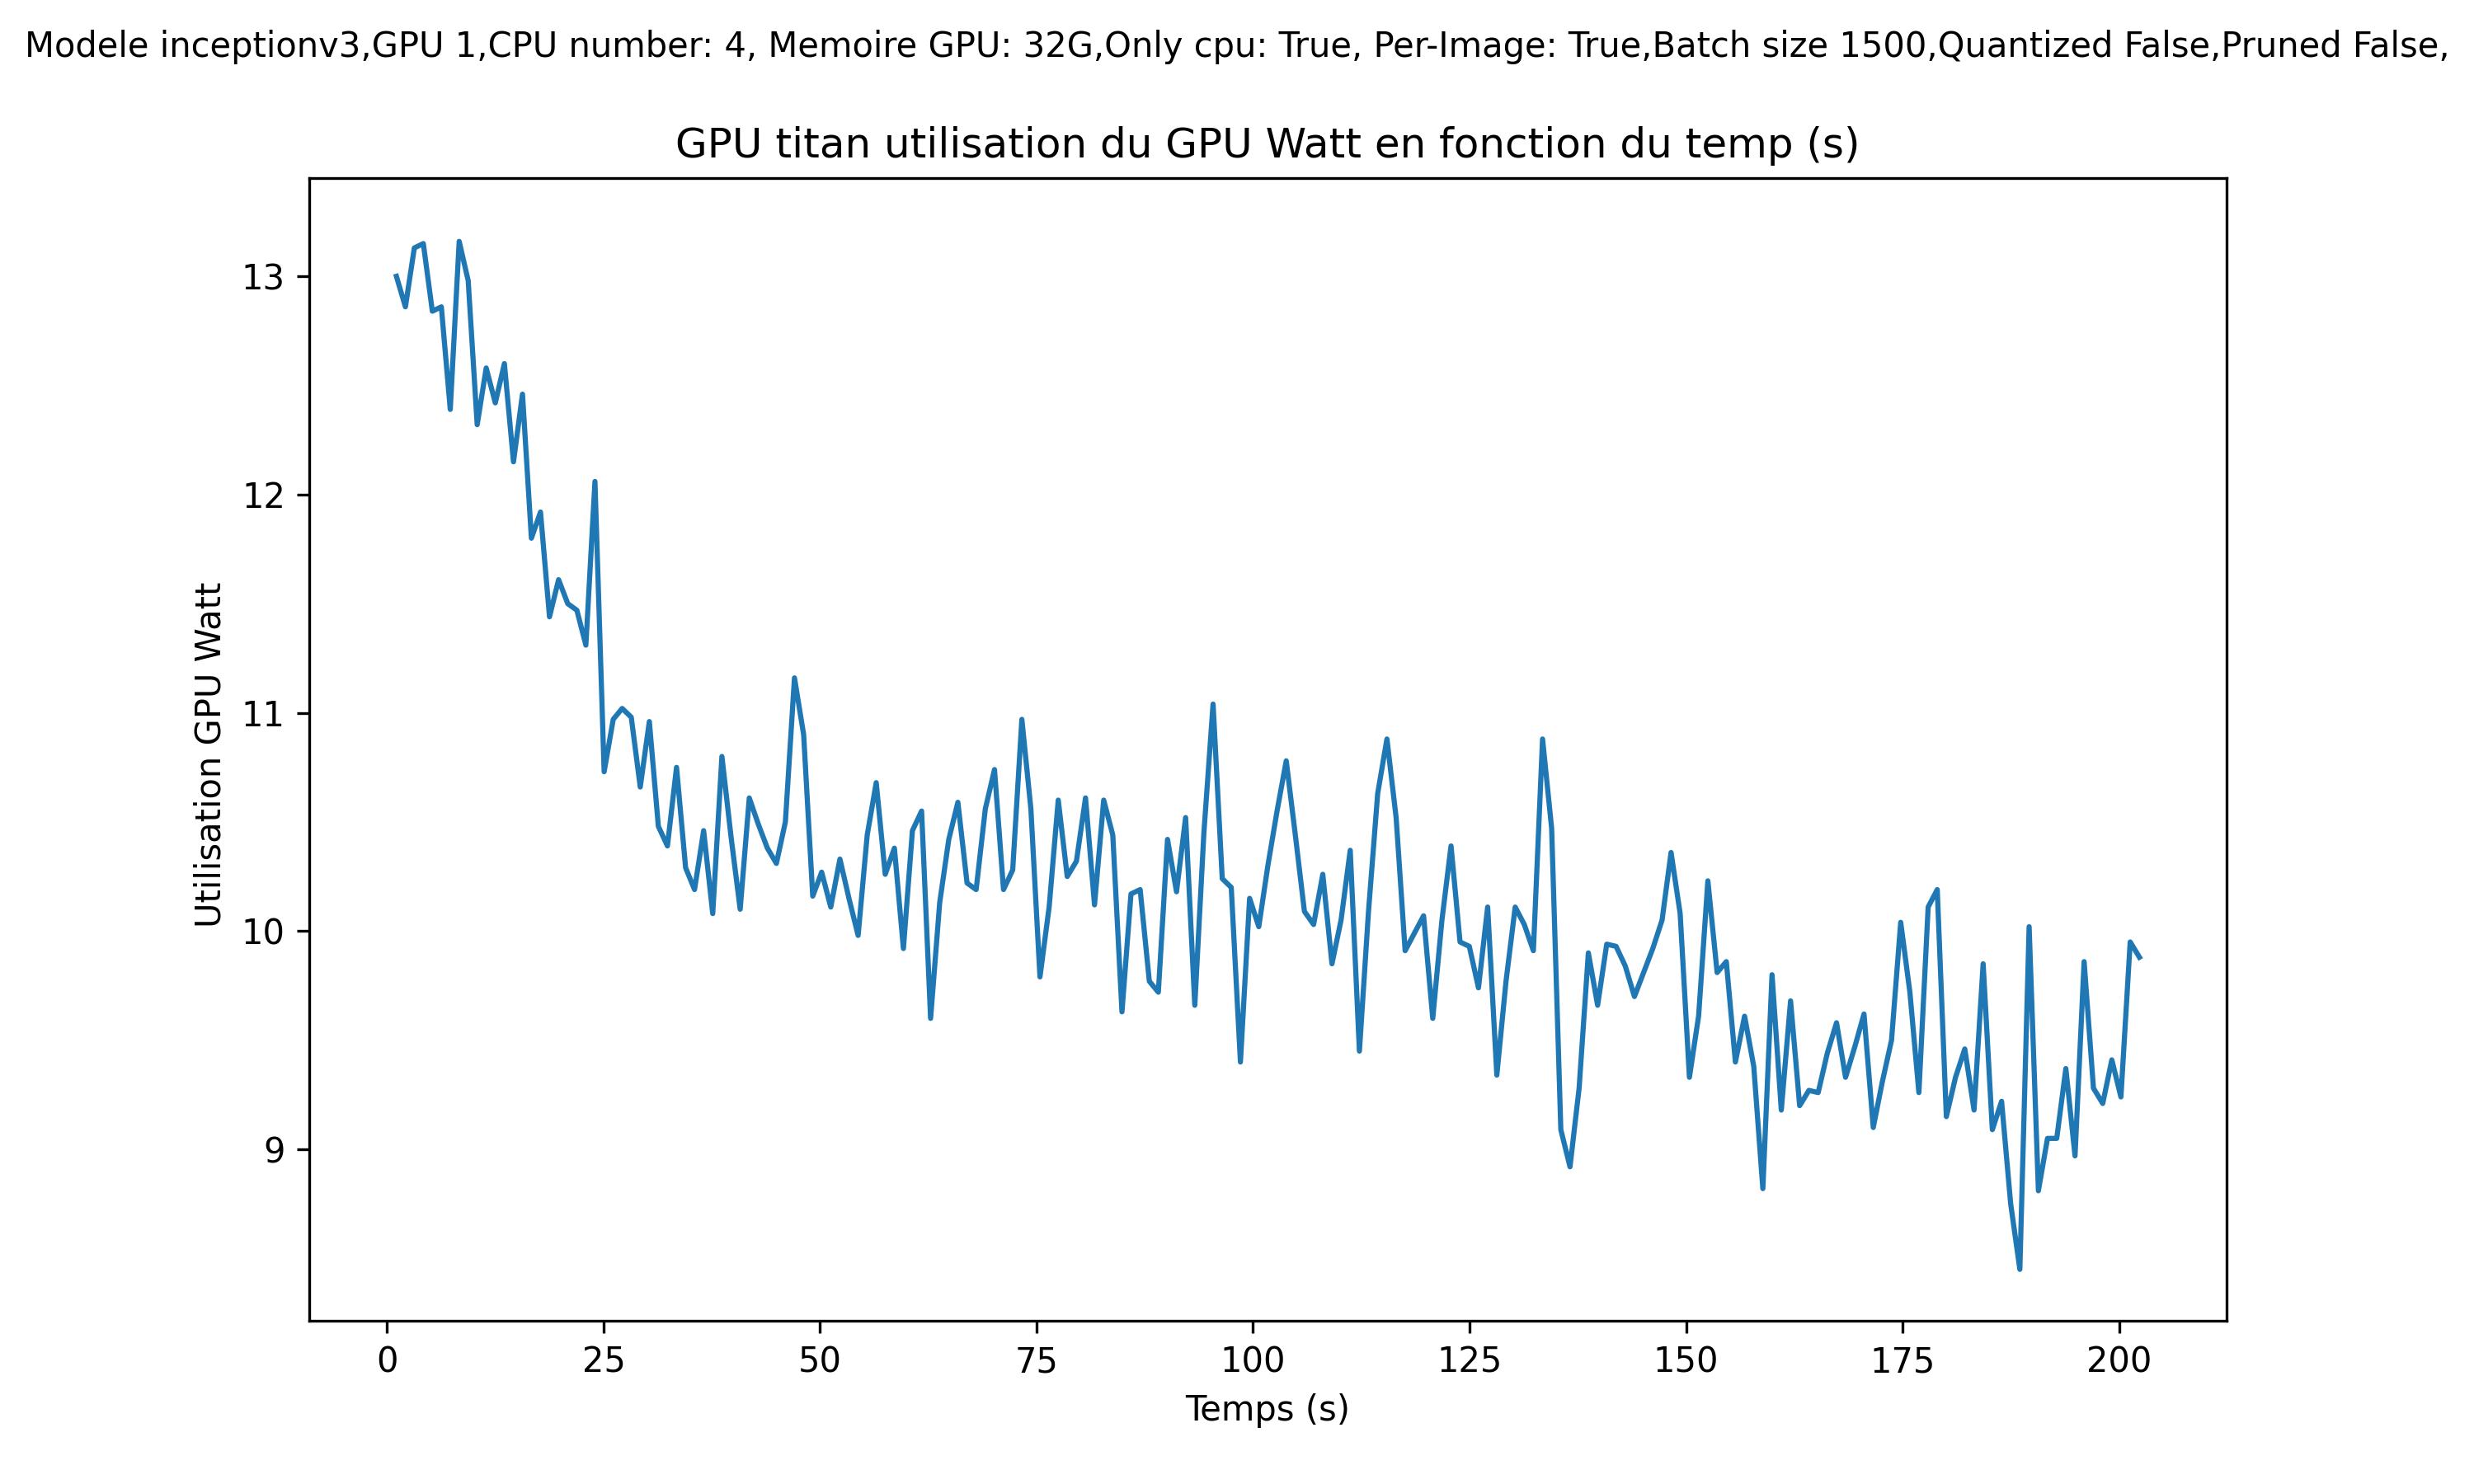 Modele inceptionv3,GPU 1,CPU number: 4, Memoire GPU: 32G,Only cpu: True, Per-Image: True,Batch size 1500,Quantized False,Pruned False,
GPU titan utilisation du GPU Watt en fonction du temp (s)
Utilisation GPU Watt
13
12
11
10
9
0 25 50 75 100 125 150 175 200
Temps (s)